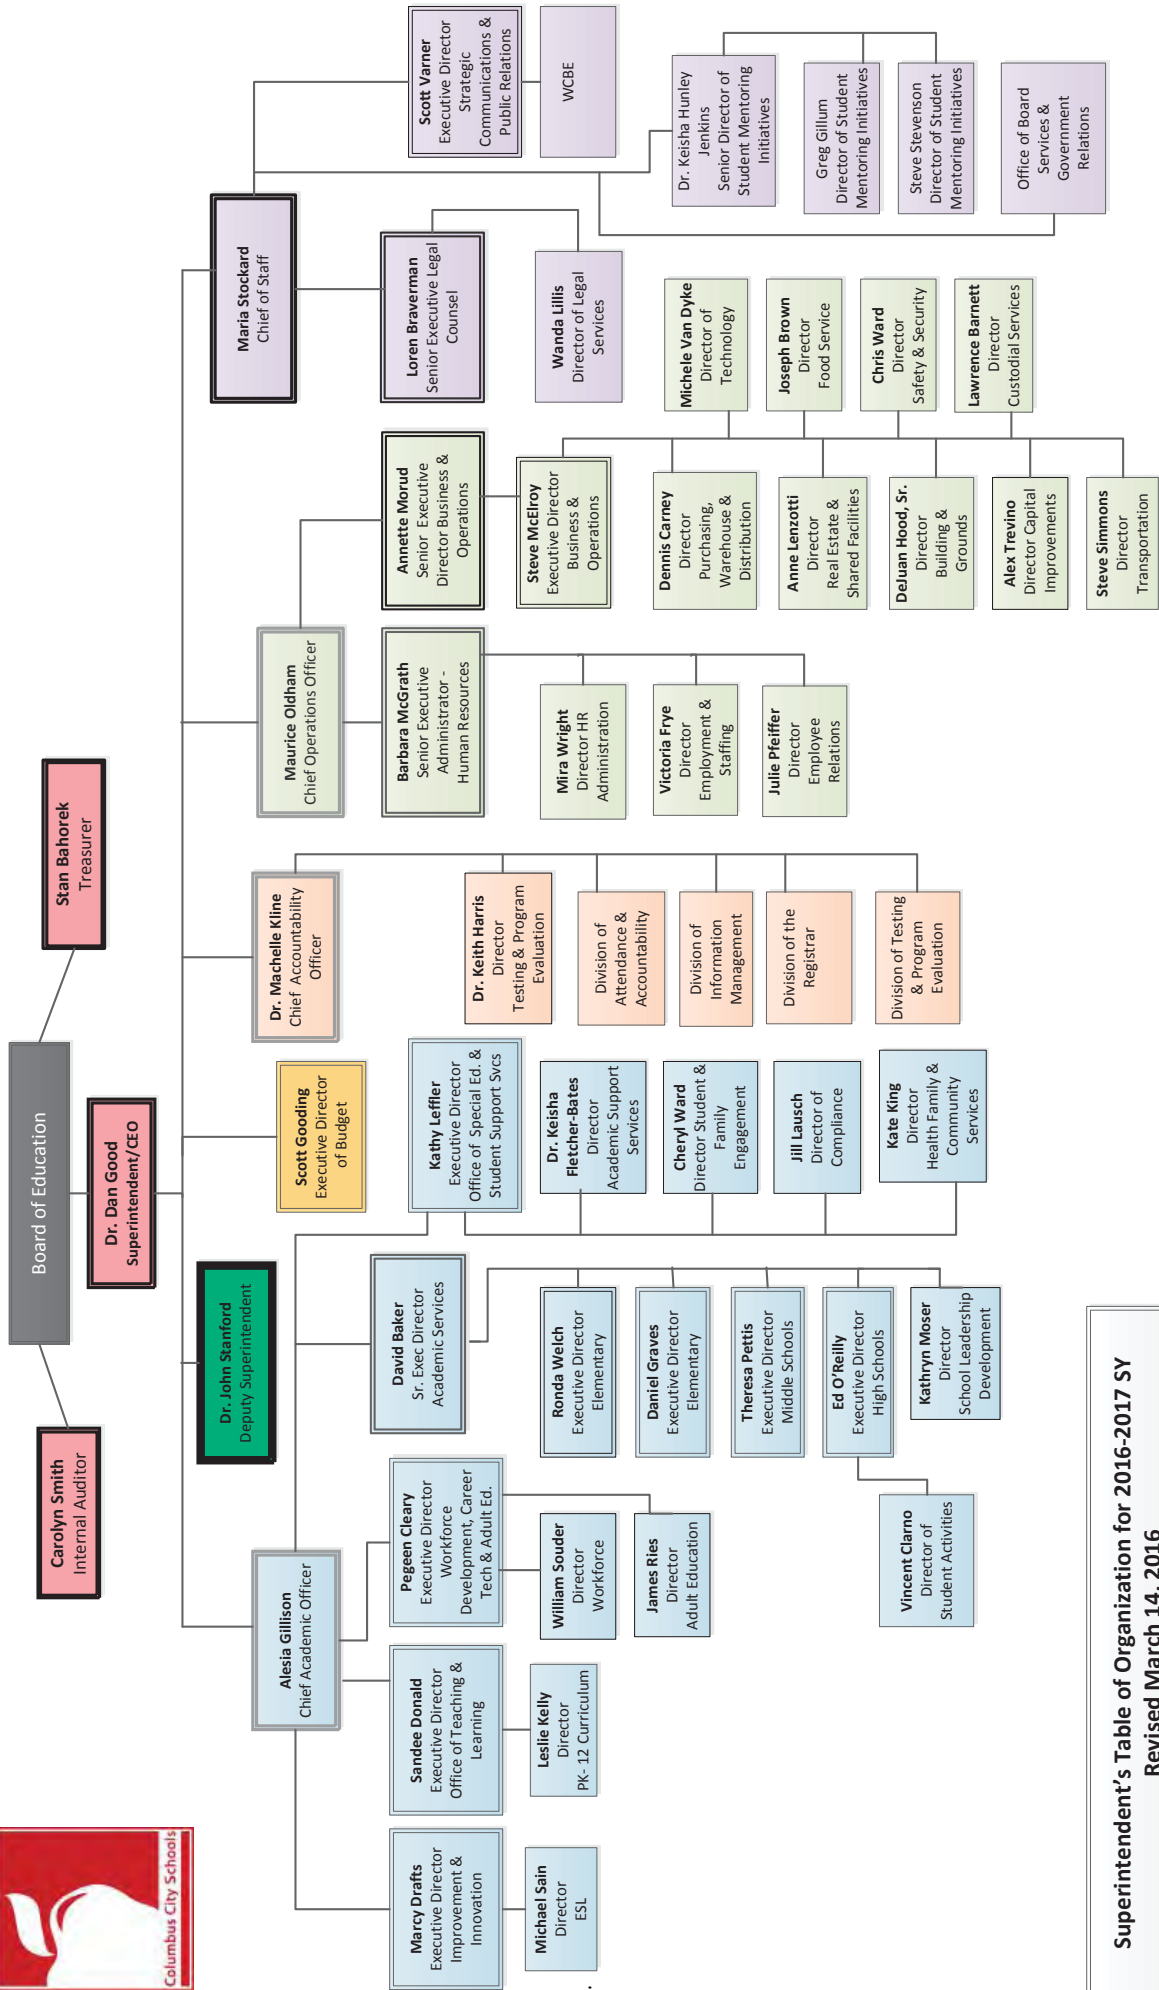 Columbus City Schools
Board of Education
Carolyn Smith
Internal Auditor
Stan Bahorek
Treasurer
Dr. Dan Good
Superintendent/CEO
Dr. John Stanford
Deputy Superintendent
Scott Gooding
Executive Director
of Budget
Alesia Gillison
Chief Academic Officer
Marcy Drafts
Executive Director
Improvement &
Innovation
Michael Sain
Director
ESL
Sandee Donald
Executive Director
Office of Teaching &
Learning
Leslie Kelly
Director
PK- 12 Curriculum
Pegeen Cleary
Executive Director
Workforce
Development, Career
Tech & Adult Ed.
William Souder
Director
Workforce
James Ries
Director
Adult Education
David Baker
Sr. Exec Director
Academic Services
Ronda Welch
Executive Director
Elementary
Daniel Graves
Executive Director
Elementary
Theresa Pettis
Executive Director
Middle Schools
Ed O'Reilly
Executive Director
High Schools
Kathryn Moser
Director
School Leadership
Development
Vincent Clarno
Director of
Student Activities
Kathy Leffler
Executive Director
Office of Special Ed. &
Student Support Svcs
Dr. Keisha
Fletcher-Bates
Director
Academic Support
Services
Cheryl Ward
Director Student &
Family
Engagement
Jill Lausch
Director of
Compliance
Kate King
Director
Health Family &
Community
Services
Dr. Machelle Kline
Chief Accountability
Officer
Dr. Keith Harris
Director
Testing & Program
Evaluation
Division of
Attendance &
Accountability
Division of
Information
Management
Division of the
Registrar
Division of Testing
& Program
Evaluation
Maurice Oldham
Chief Operations Officer
Barbara McGrath
Senior Executive
Administrator -
Human Resources
Mira Wright
Director HR
Administration
Victoria Frye
Director
Employment &
Staffing
Julie Pfeiffer
Director
Employee
Relations
Annette Morud
Senior Executive
Director Business &
Operations
Steve McElroy
Executive Director
Business &
Operations
Dennis Carney
Director
Purchasing,
Warehouse &
Distribution
Anne Lenzotti
Director
Real Estate &
Shared Facilities
DeJuan Hood, Sr.
Director
Building &
Grounds
Alex Trevino
Director Capital
Improvements
Steve Simmons
Director
Transportation
Michele Van Dyke
Director of
Technology
Joseph Brown
Director
Food Service
Chris Ward
Director
Safety & Security
Lawrence Barnett
Director
Custodial Services
Maria Stockard
Chief of Staff
Loren Braverman
Senior Executive Legal
Counsel
Wanda Lillis
Director of Legal
Services
Scott Varner
Executive Director
Strategic
Communications &
Public Relations
WCBE
Dr. Keisha Hunley
Jenkins
Senior Director of
Student Mentoring
Initiatives
Greg Gillum
Director of Student
Mentoring Initiatives
Steve Stevenson
Director of Student
Mentoring Initiatives
Office of Board
Services &
Government
Relations
.
Superintendent's Table of Organization for 2016-2017 SY
Revised March 14, 2016